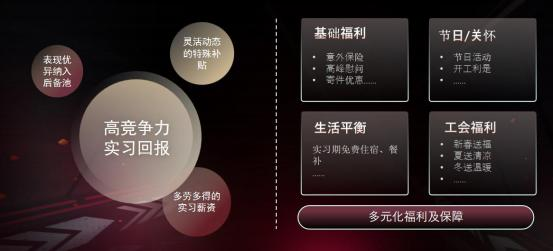 表现优
异纳入
后备池
灵活动态
的特殊补
贴
高竞争力
实习回报
多劳多得的
实习薪资
基础福利
• 意外保险
• 高峰慰问
• 寄件优惠......
节日/关怀
• 节日活动
• 开工利是
• ......
生活平衡
实习期免费住宿、餐
补
......
工会福利
• 新春送福
• 夏送清凉
• 冬送温暖
• ......
多元化福利及保障